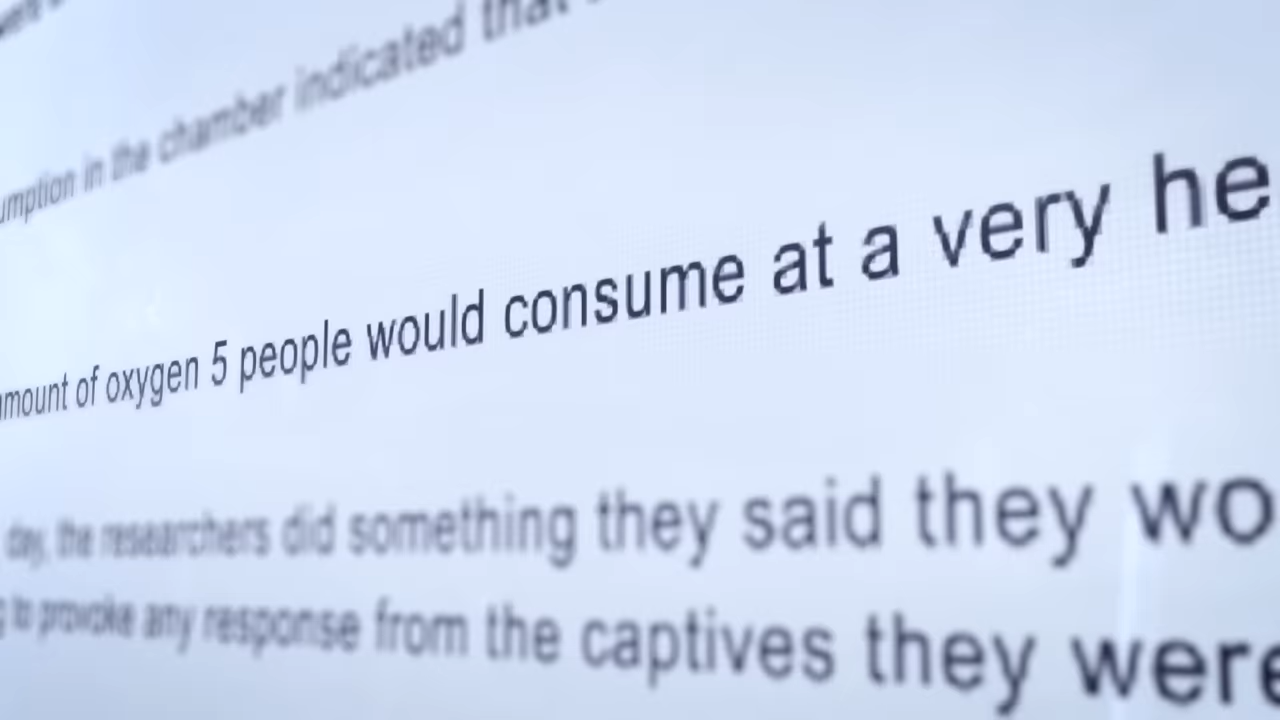 umption in the chamber indicated that
mount of oxygen 5 people would consume at a very he
day, the researchers did something they said they wo
g to provoke any response from the captives they were